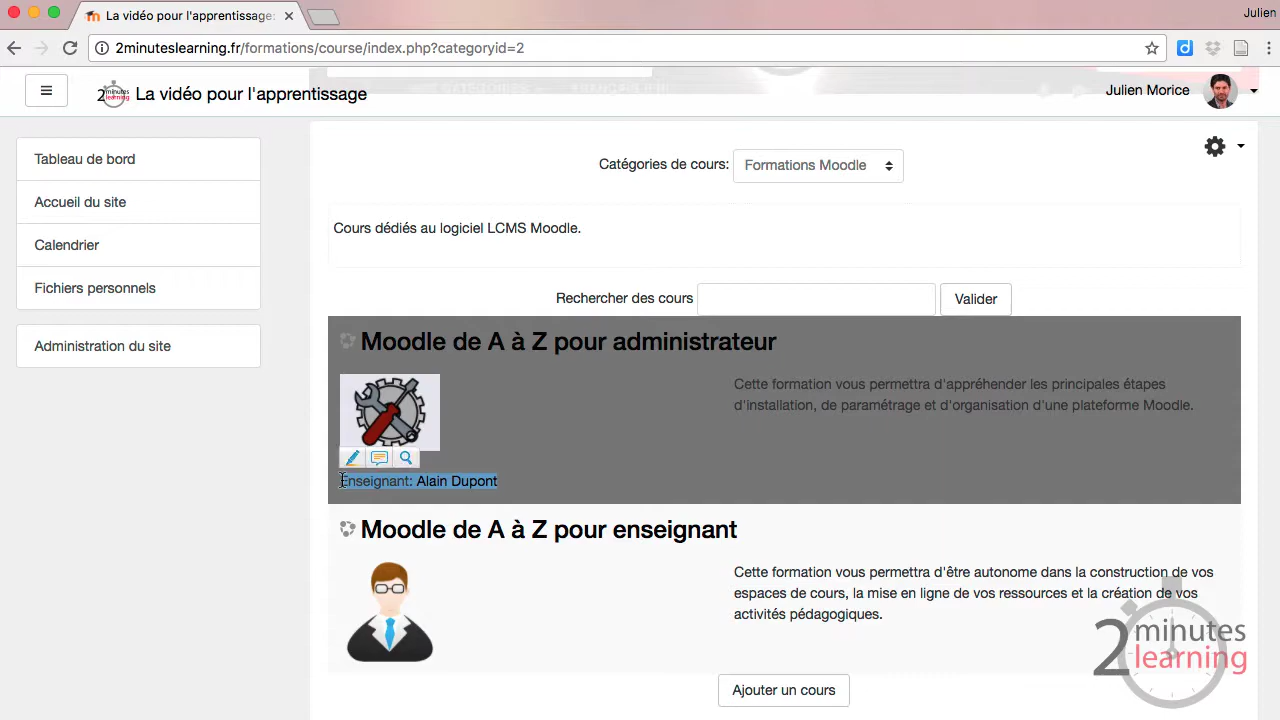 La vidéo pour l'apprentissage:
Julien
2minuteslearning.fr/formations/course/index.php?categoryid=2
2minutes
learning
La vidéo pour l'apprentissage
Julien Morice
Tableau de bord
Accueil du site
Calendrier
Fichiers personnels
Administration du site
Catégories de cours: Formations Moodle
Cours dédiés au logiciel LCMS Moodle.
Rechercher des cours Valider
Moodle de A à Z pour administrateur
Cette formation vous permettra d'appréhender les principales étapes
d'installation, de paramétrage et d'organisation d'une plateforme Moodle.
Enseignant: Alain Dupont
Moodle de A à Z pour enseignant
Cette formation vous permettra d'être autonome dans la construction de vos
espaces de cours, la mise en ligne de vos ressources et la création de vos
activités pédagogiques.
Ajouter un cours
2minutes
learning